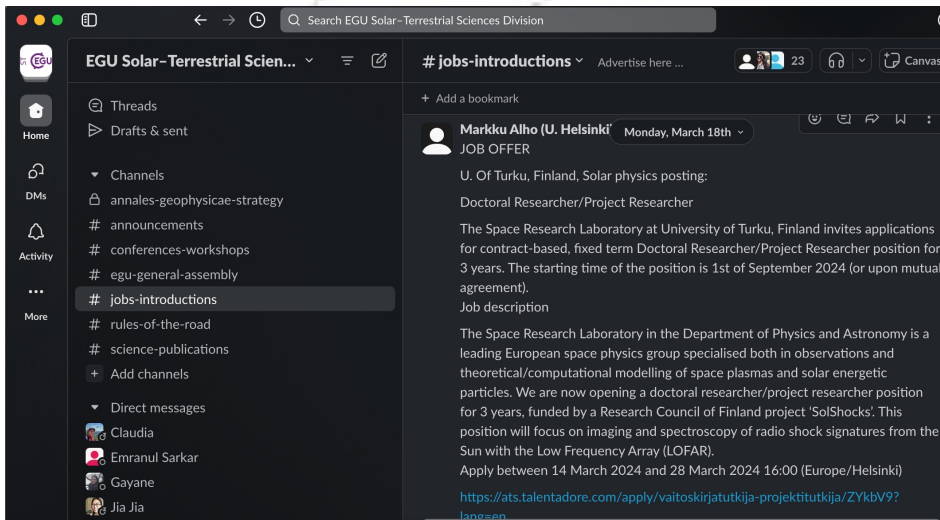 Search EGU Solar–Terrestrial Sciences Division
EGU
EGU Solar–Terrestrial Scien...
Home
DMs
Activity
More
Threads
Drafts & sent
Channels
annales-geophysicae-strategy
# announcements
# conferences-workshops
# egu-general-assembly
# jobs-introductions
# rules-of-the-road
# science-publications
+ Add channels
Direct messages
Claudia
Emranul Sarkar
Gayane
Jia Jia
# jobs-introductions Advertise here ... 23 Canvas
+ Add a bookmark
Markku Alho (U. Helsinki) Monday, March 18th
JOB OFFER
U. Of Turku, Finland, Solar physics posting:
Doctoral Researcher/Project Researcher
The Space Research Laboratory at University of Turku, Finland invites applications
for contract-based, fixed term Doctoral Researcher/Project Researcher position for
3 years. The starting time of the position is 1st of September 2024 (or upon mutual
agreement).
Job description
The Space Research Laboratory in the Department of Physics and Astronomy is a
leading European space physics group specialised both in observations and
theoretical/computational modelling of space plasmas and solar energetic
particles. We are now opening a doctoral researcher/project researcher position
for 3 years, funded by a Research Council of Finland project ‘SolShocks’. This
position will focus on imaging and spectroscopy of radio shock signatures from the
Sun with the Low Frequency Array (LOFAR).
Apply between 14 March 2024 and 28 March 2024 16:00 (Europe/Helsinki)
https://ats.talentadore.com/apply/vaitoskirjatutkija-projektitutkija/ZYkbV9?
lang=en